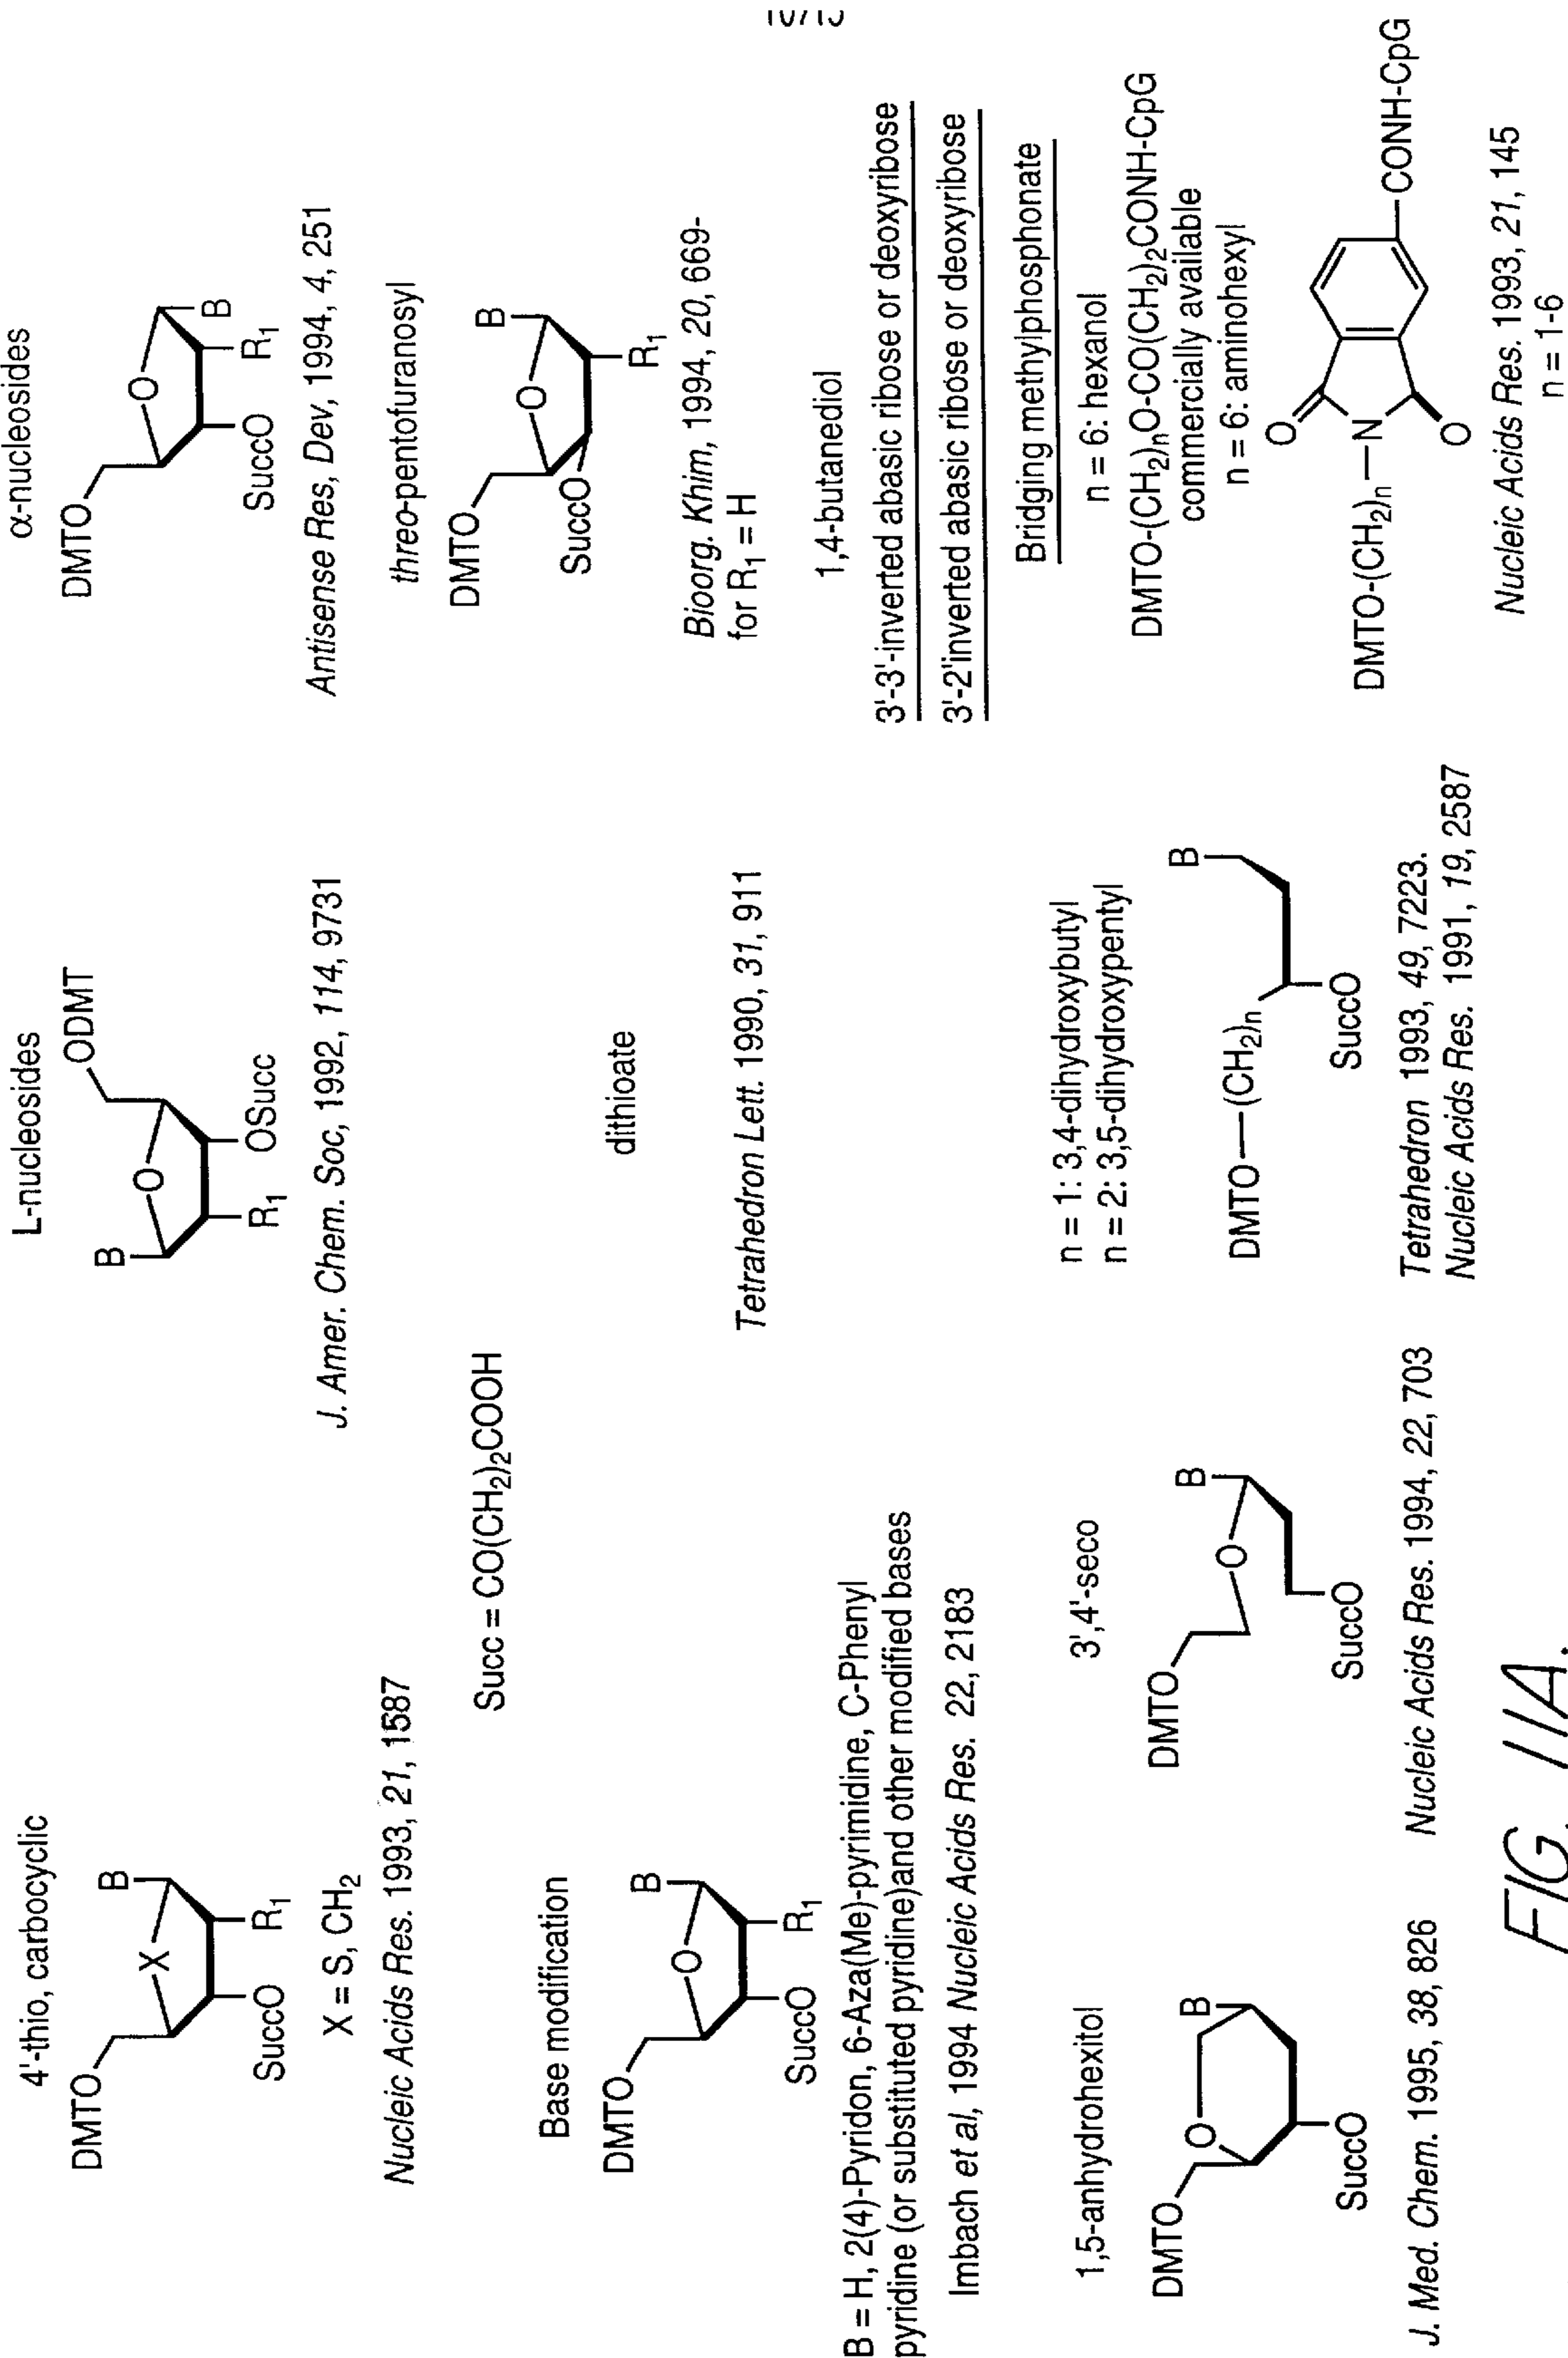 4'-thio, carbocyclic
DMTO
X
B
SuccO
R1
X = S, CH2
Nucleic Acids Res. 1993, 21, 1587
L-nucleosides
B
O
ODMT
R1
OSucc
J. Amer. Chem. Soc, 1992, 114, 9731
α-nucleosides
DMTO
O
B
SuccO
R1
Antisense Res, Dev, 1994, 4, 251
Succ = CO(CH2)2COOH
Base modification
DMTO
O
B
SuccO
R1
B = H, 2(4)-Pyridon, 6-Aza(Me)-pyrimidine, C-Phenyl
pyridine (or substituted pyridine)and other modified bases
Imbach et al, 1994 Nucleic Acids Res. 22, 2183
dithioate
Tetrahedron Lett. 1990, 31, 911
threo-pentofuranosyl
DMTO
O
B
SuccO
R1
Bioorg. Khim, 1994, 20, 669-
for R1 = H
1,4-butanediol
3'-3'-inverted abasic ribose or deoxyribose
3'-2'inverted abasic ribose or deoxyribose
1,5-anhydrohexitol
DMTO
O
B
SuccO
J. Med. Chem. 1995, 38, 826
3',4'-seco
DMTO
O
B
SuccO
Nucleic Acids Res. 1994, 22, 703
n = 1: 3,4-dihydroxybutyl
n = 2: 3,5-dihydroxypentyl
DMTO—(CH2)n
B
SuccO
Tetrahedron 1993, 49, 7223.
Nucleic Acids Res. 1991, 19, 2587
Bridging methylphosphonate
n = 6: hexanol
DMTO-(CH2)nO-CO(CH2)2CONH-CpG
commercially available
n = 6: aminohexyl
O
DMTO-(CH2)n—N
O
CONH-CpG
Nucleic Acids Res. 1993, 21, 145
n = 1-6
FIG. 11A.